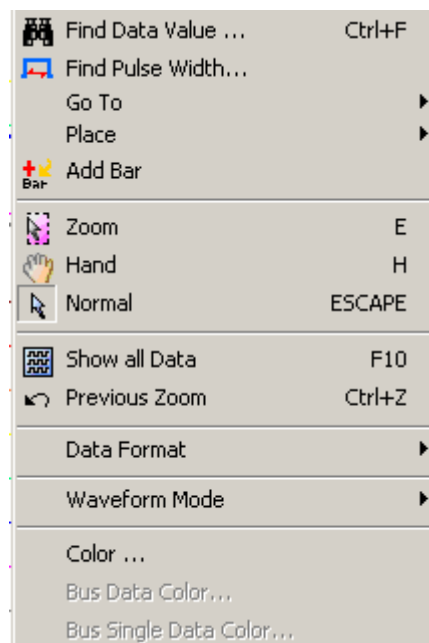 Find Data Value ... Ctrl+F
Find Pulse Width...
Go To
Place
Bar Add Bar
Zoom E
Hand H
Normal ESCAPE
Show all Data F10
Previous Zoom Ctrl+Z
Data Format
Waveform Mode
Color ...
Bus Data Color...
Bus Single Data Color...